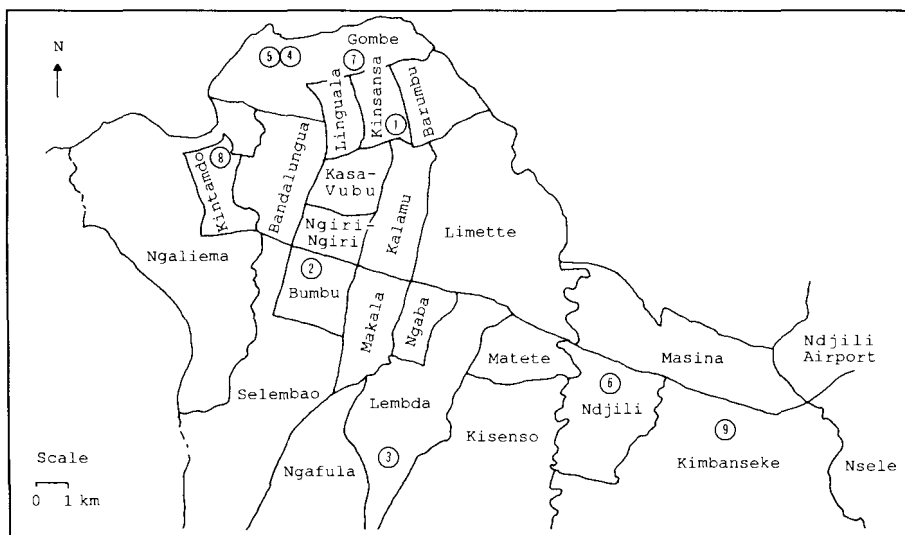 Gombe
N
5
4
7
Linguala
Kinsansa
Barumbu
1
8
Kintamdo
Bandalungua
Kasa-
Vubu
Kalamu
Ngiri-
Ngiri
Limette
Ngaliema
2
Bumbu
Makala
Ngaba
Matete
Masina
Ndjili
Airport
6
Selembao
Lembda
Ndjili
9
Kisenso
Kimbanseke
Scale
3
Ngafula
Nsele
0 1 km